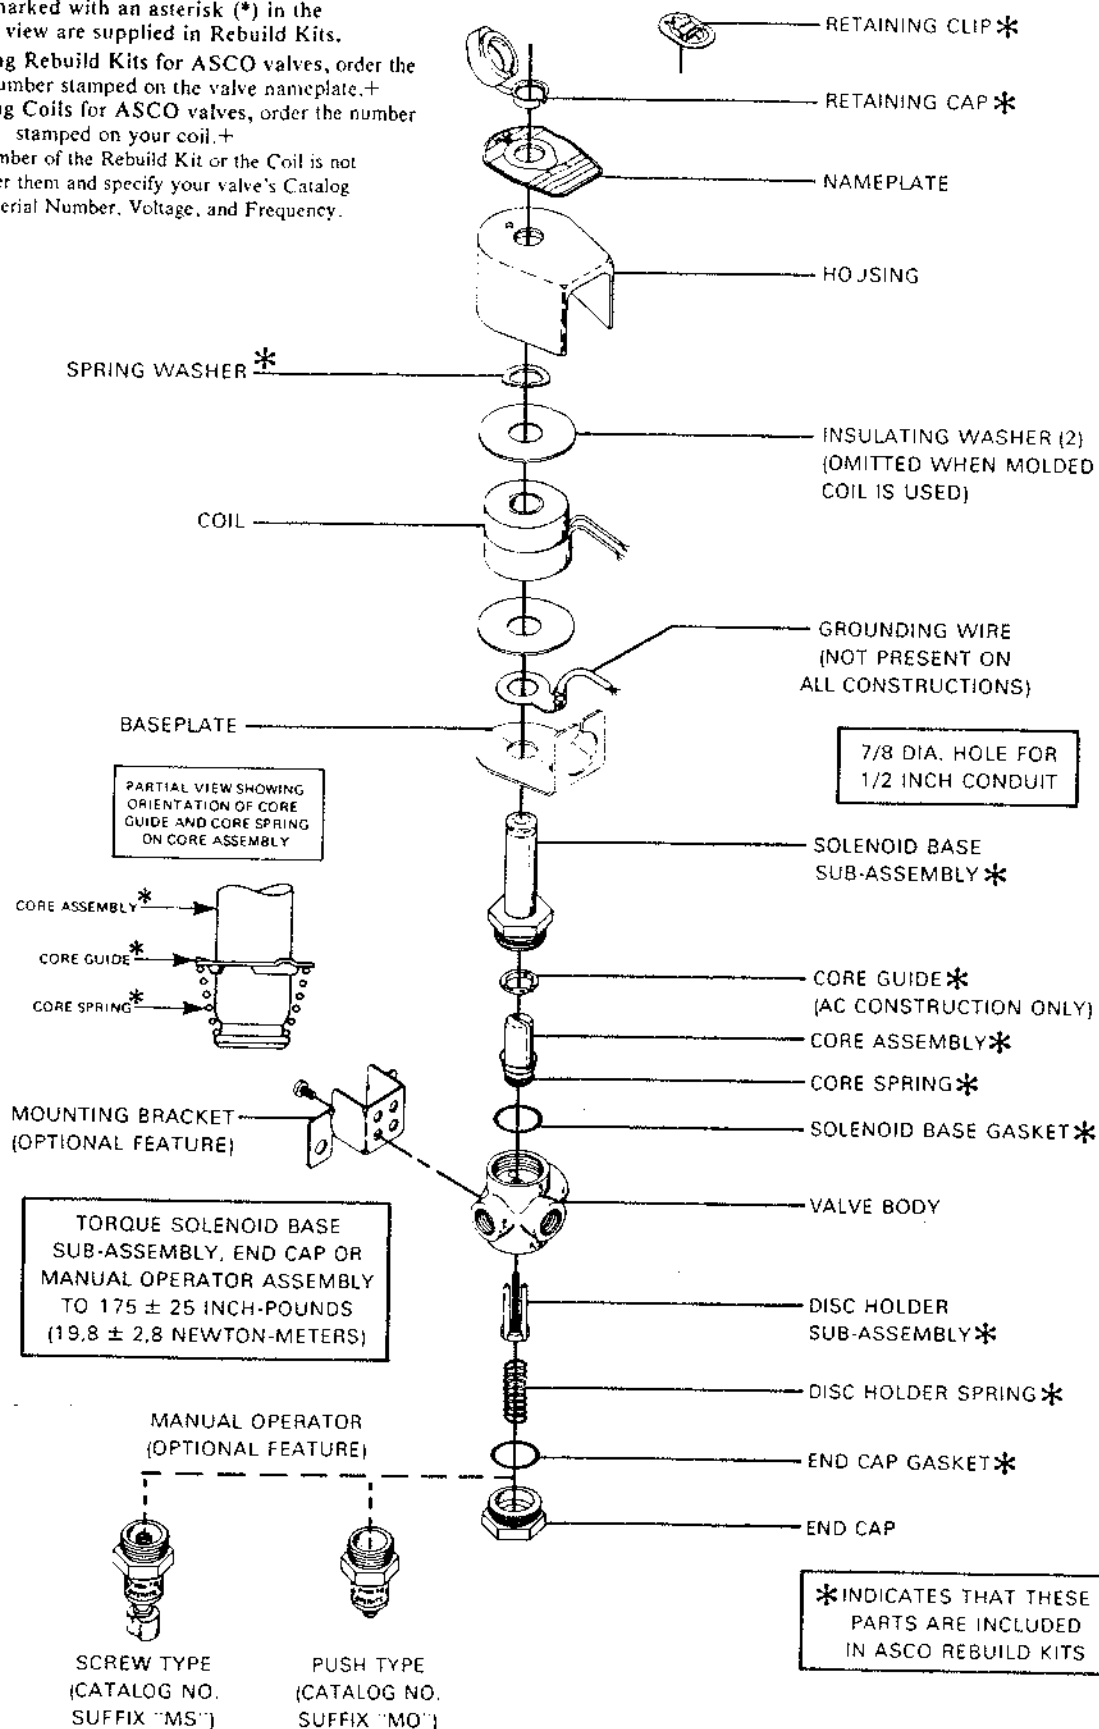 marked with an asterisk (*) in the
view are supplied in Rebuild Kits.
Rebuild Kits for ASCO valves, order the
stamped on the valve nameplate.+
Coils for ASCO valves, order the number
stamped on your coil.+
of the Rebuild Kit or the Coil is not
them and specify your valve's Catalog
Number, Voltage, and Frequency.
RETAINING CLIP*
RETAINING CAP*
NAMEPLATE
HOUSING
SPRING WASHER*
INSULATING WASHER (2)
(OMITTED WHEN MOLDED
COIL IS USED)
COIL
GROUNDING WIRE
(NOT PRESENT ON
ALL CONSTRUCTIONS)
BASEPLATE
7/8 DIA. HOLE FOR
1/2 INCH CONDUIT
PARTIAL VIEW SHOWING
ORIENTATION OF CORE
GUIDE AND CORE SPRING
ON CORE ASSEMBLY
SOLENOID BASE
SUB-ASSEMBLY*
CORE ASSEMBLY*
CORE GUIDE*
CORE SPRING*
CORE GUIDE*
(AC CONSTRUCTION ONLY)
CORE ASSEMBLY*
CORE SPRING*
MOUNTING BRACKET
(OPTIONAL FEATURE)
SOLENOID BASE GASKET*
VALVE BODY
TORQUE SOLENOID BASE
SUB-ASSEMBLY, END CAP OR
MANUAL OPERATOR ASSEMBLY
TO 175 ± 25 INCH-POUNDS
(19,8 ± 2,8 NEWTON-METERS)
DISC HOLDER
SUB-ASSEMBLY*
DISC HOLDER SPRING*
MANUAL OPERATOR
(OPTIONAL FEATURE)
END CAP GASKET*
END CAP
*INDICATES THAT THESE
PARTS ARE INCLUDED
IN ASCO REBUILD KITS
SCREW TYPE
(CATALOG NO.
SUFFIX "MS")
PUSH TYPE
(CATALOG NO.
SUFFIX "MO")